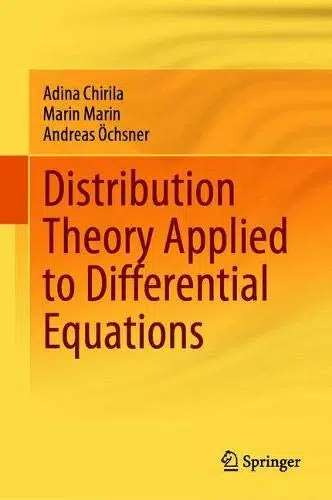 Adina Chirila
Marin Marin
Andreas Öchsner
Distribution
Theory Applied
to Differential
Equations
Springer